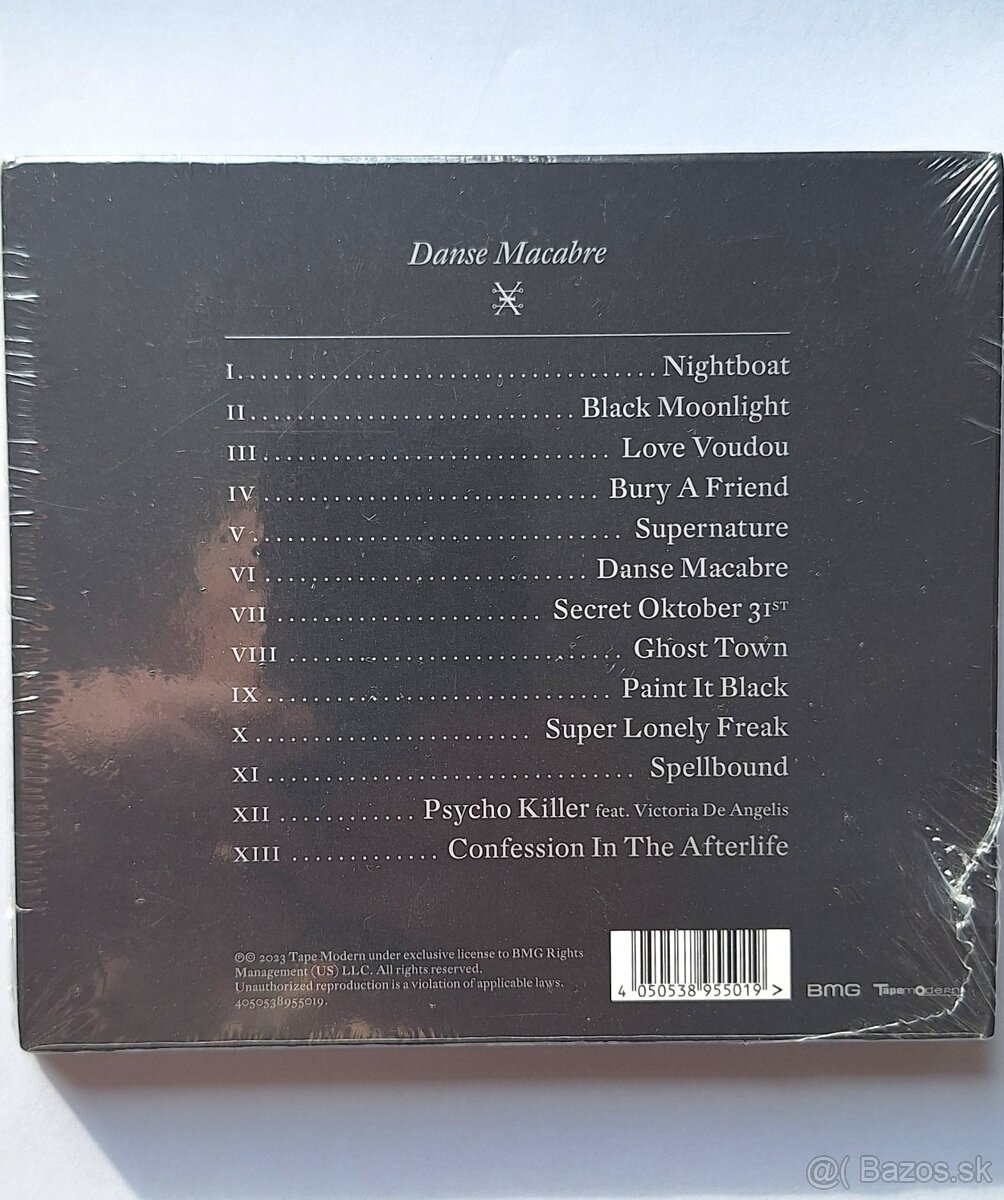 Danse Macabre
I........................................Nightboat
II..............................Black Moonlight
III................................Love Voudou
IV...............................Bury A Friend
V..................................Supernature
VI..............................Danse Macabre
VII.........................Secret Oktober 31ST
VIII...............................Ghost Town
IX................................Paint It Black
X..........................Super Lonely Freak
XI..................................Spellbound
XII.............Psycho Killer feat. Victoria De Angelis
XIII.............Confession In The Afterlife
℗© 2023 Tape Modern under exclusive license to BMG Rights
Management (US) LLC. All rights reserved.
Unauthorized reproduction is a violation of applicable laws.
4050538955019.
4 050538 955019 >
BMG
Tapemodern
@( Bazos.sk